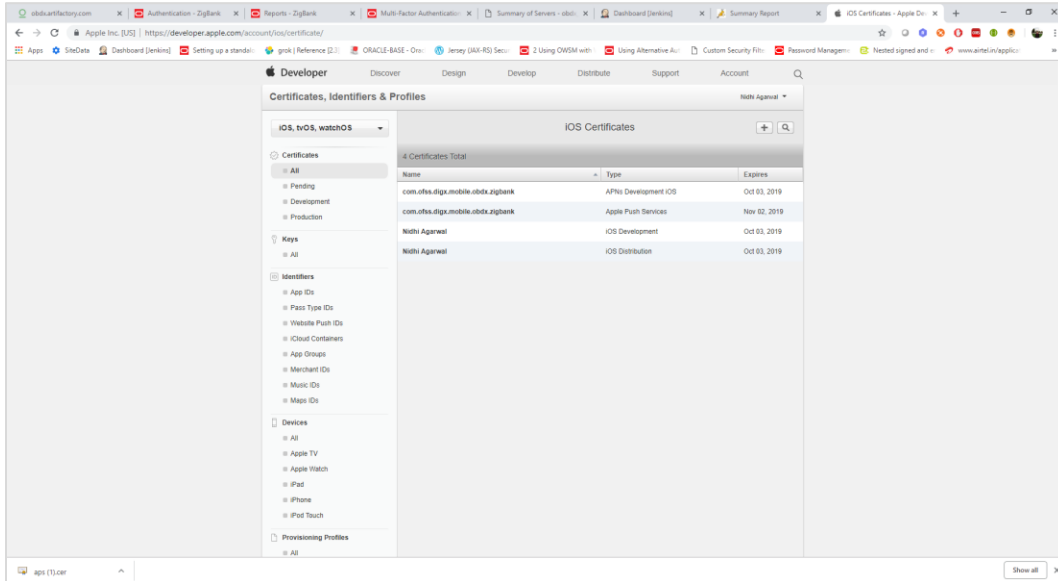 obdx.artifactory.com
Authentication - ZigBank
Reports - ZigBank
Multi-Factor Authentication
Summary of Servers - obdx
Dashboard [Jenkins]
Summary Report
iOS Certificates - Apple De
Apple Inc. [US] | https://developer.apple.com/account/ios/certificate/
Apps
SiteData
Dashboard [Jenkins]
Setting up a standalo
grok | Reference [2.3]
ORACLE-BASE - Orac
Jersey (JAX-RS) Secu
2 Using OWSM with
Using Alternative Aut
Custom Security Filte
Password Manageme
Nested signed and e
www.airtel.in/applica
Developer
Discover
Design
Develop
Distribute
Support
Account
Certificates, Identifiers & Profiles
Nidhi Agarwal
iOS, tvOS, watchOS
Certificates
All
Pending
Development
Production
Keys
All
Identifiers
App IDs
Pass Type IDs
Website Push IDs
iCloud Containers
App Groups
Merchant IDs
Music IDs
Maps IDs
Devices
All
Apple TV
Apple Watch
iPad
iPhone
iPod Touch
Provisioning Profiles
All
iOS Certificates
4 Certificates Total
Name Type Expires
com.ofss.digx.mobile.obdx.zigbank APNs Development iOS Oct 03, 2019
com.ofss.digx.mobile.obdx.zigbank Apple Push Services Nov 02, 2019
Nidhi Agarwal iOS Development Oct 03, 2019
Nidhi Agarwal iOS Distribution Oct 03, 2019
aps (1).cer
Show all